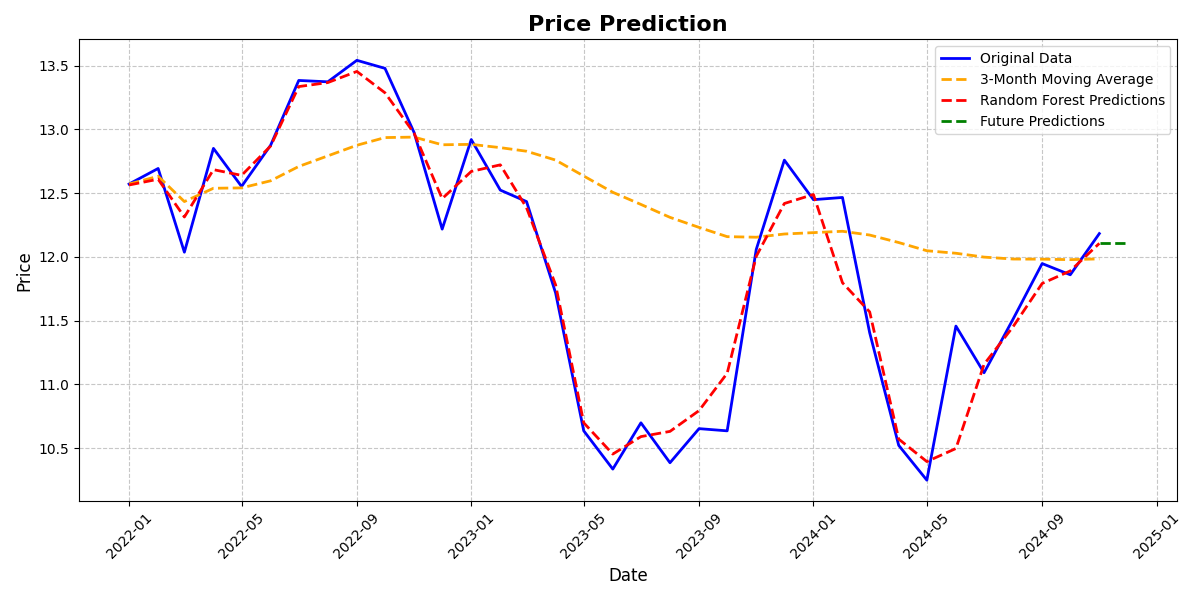 Price Prediction
Original Data
3-Month Moving Average
Random Forest Predictions
Future Predictions
Price
13.5
13.0
12.5
12.0
11.5
11.0
10.5
2022-01
2022-05
2022-09
2023-01
2023-05
2023-09
2024-01
2024-05
2024-09
2025-01
Date